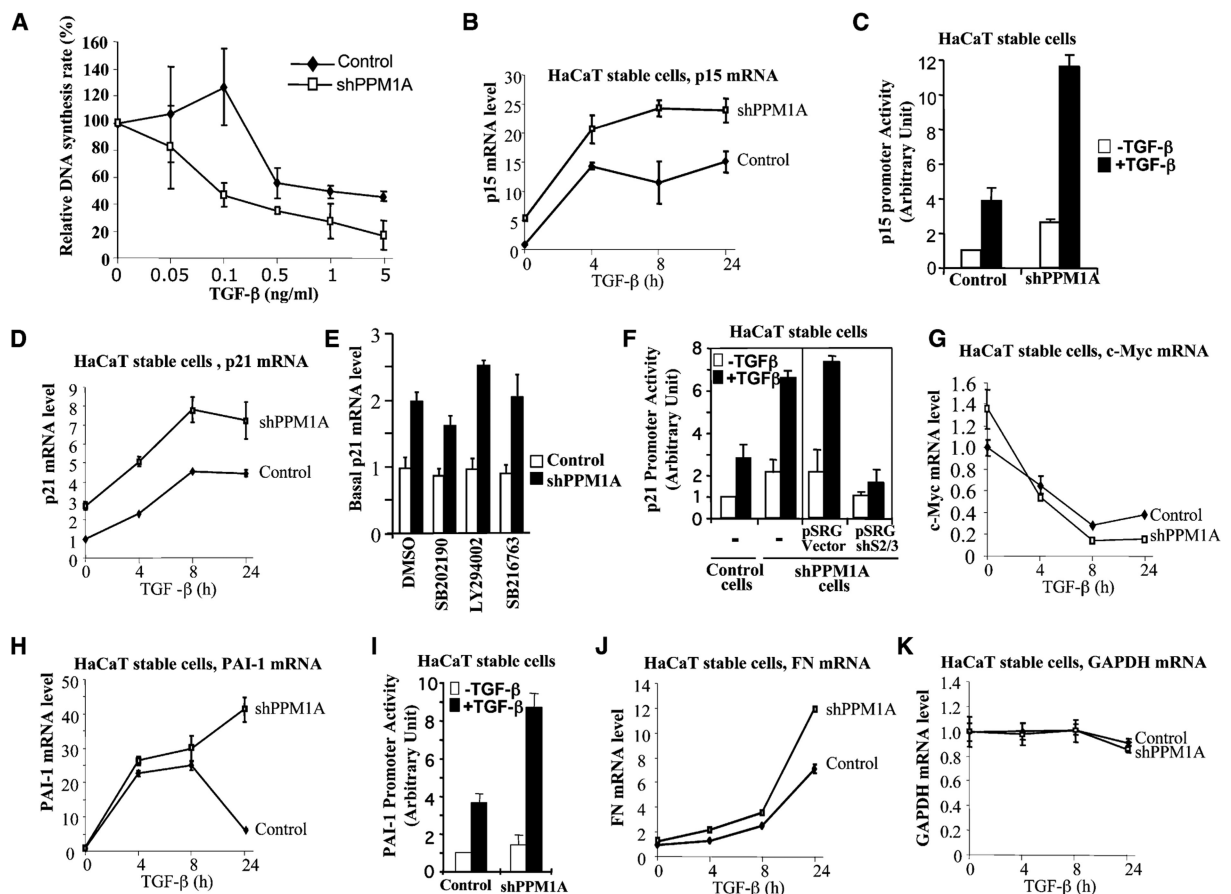 A
Relative DNA synthesis rate (%)
160
140
120
100
80
60
40
20
0
0 0.05 0.1 0.5 1 5
TGF-β (ng/ml)
Control
shPPM1A
B
HaCaT stable cells, p15 mRNA
p15 mRNA level
30
25
20
15
10
5
0
0 4 8 24
TGF-β (h)
shPPM1A
Control
C
HaCaT stable cells
p15 promoter Activity
(Arbitrary Unit)
12
10
8
6
4
2
0
-TGF-β
+TGF-β
Control shPPM1A
D
HaCaT stable cells , p21 mRNA
p21 mRNA level
9
8
7
6
5
4
3
2
1
0
0 4 8 24
TGF -β (h)
shPPM1A
Control
E
Basal p21 mRNA level
3
2
1
0
Control
shPPM1A
DMSO
SB202190
LY294002
SB216763
F
HaCaT stable cells
p21 Promoter Activity
(Arbitrary Unit)
8
6
4
2
1
0
-TGFβ
+TGFβ
- - pSRG pSRG
Vector shS2/3
Control shPPM1A
cells cells
G
HaCaT stable cells, c-Myc mRNA
c-Myc mRNA level
1.6
1.4
1.2
1
0.8
0.6
0.4
0.2
0
0 4 8 24
TGF-β (h)
Control
shPPM1A
H
HaCaT stable cells, PAI-1 mRNA
PAI-1 mRNA level
50
40
30
20
10
0
0 4 8 24
TGF-β (h)
shPPM1A
Control
I
HaCaT stable cells
PAI-1 Promoter Activity
(Arbitrary Unit)
10
8
6
4
2
1
0
-TGF-β
+TGF-β
Control shPPM1A
J
HaCaT stable cells, FN mRNA
FN mRNA level
14
12
10
8
6
4
2
0
0 4 8 24
TGF-β (h)
shPPM1A
Control
K
HaCaT stable cells, GAPDH mRNA
GAPDH mRNA level
1.4
1.2
1
0.8
0.6
0.4
0.2
0
0 4 8 24
TGF-β (h)
Control
shPPM1A